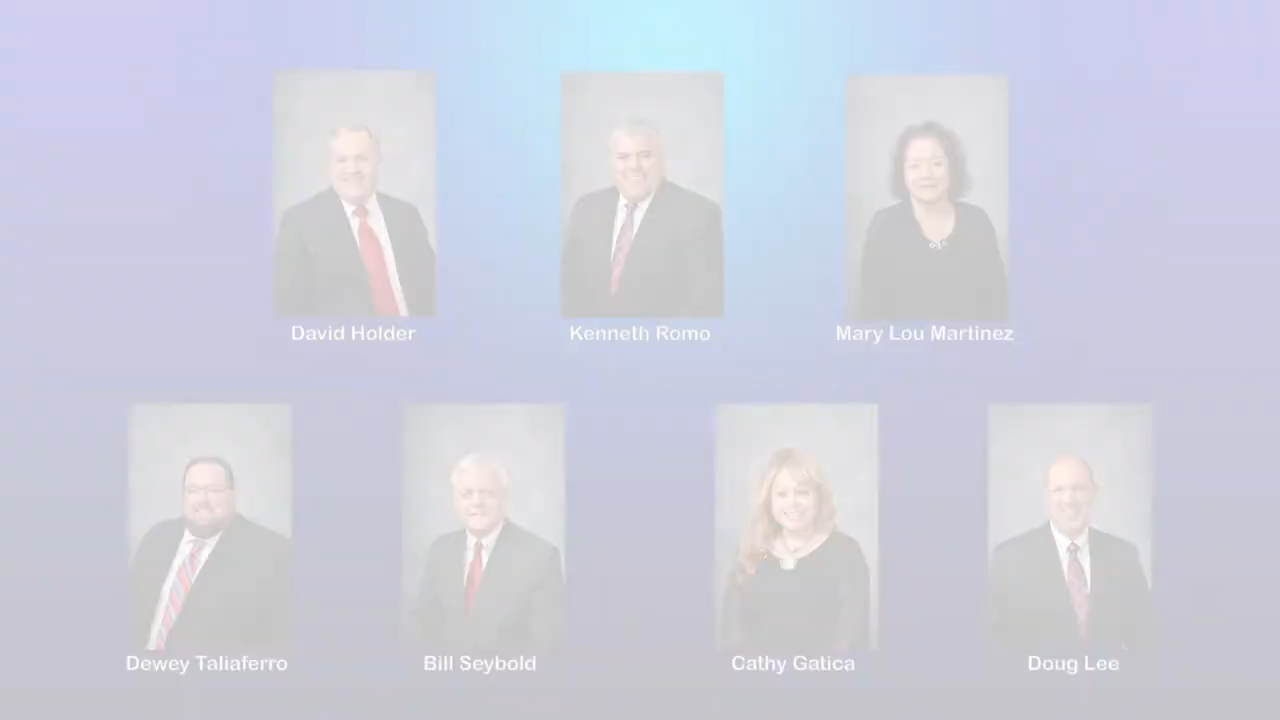 David Holder
Kenneth Romo
Mary Lou Martinez
Dewey Taliaferro
Bill Seybold
Cathy Gatica
Doug Lee